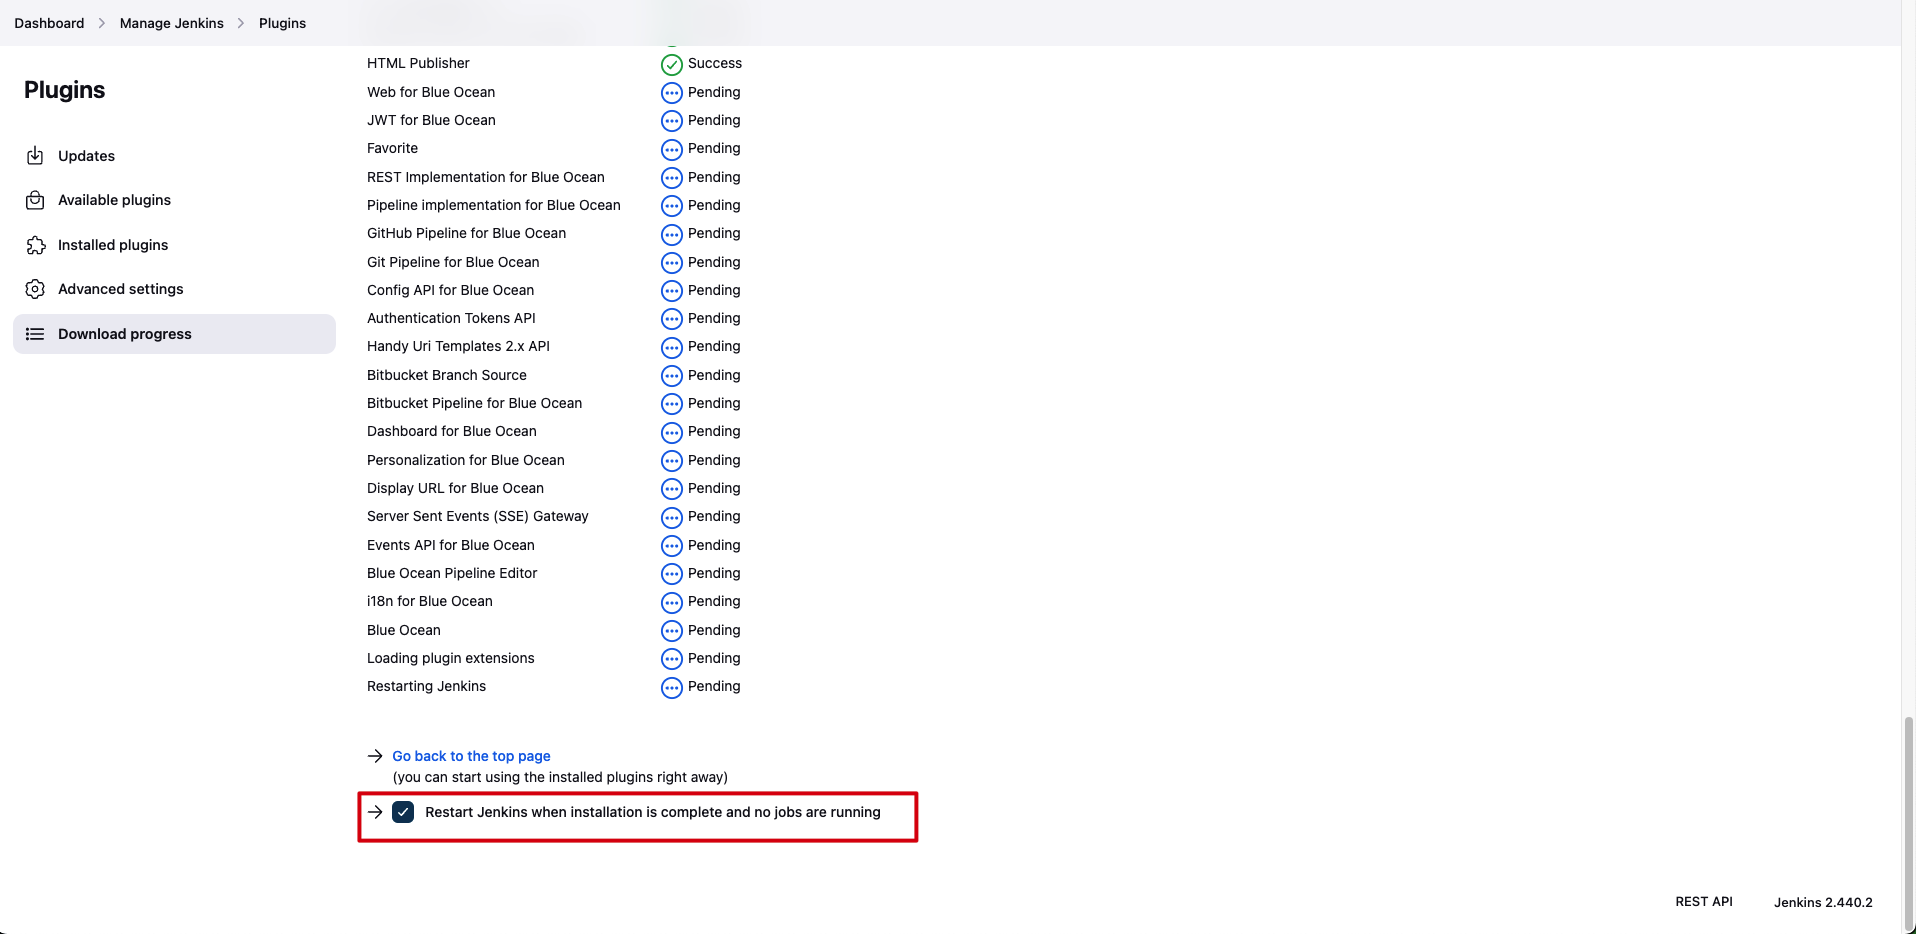 Dashboard > Manage Jenkins > Plugins
Plugins
Updates
Available plugins
Installed plugins
Advanced settings
Download progress
HTML Publisher Success
Web for Blue Ocean Pending
JWT for Blue Ocean Pending
Favorite Pending
REST Implementation for Blue Ocean Pending
Pipeline implementation for Blue Ocean Pending
GitHub Pipeline for Blue Ocean Pending
Git Pipeline for Blue Ocean Pending
Config API for Blue Ocean Pending
Authentication Tokens API Pending
Handy Uri Templates 2.x API Pending
Bitbucket Branch Source Pending
Bitbucket Pipeline for Blue Ocean Pending
Dashboard for Blue Ocean Pending
Personalization for Blue Ocean Pending
Display URL for Blue Ocean Pending
Server Sent Events (SSE) Gateway Pending
Events API for Blue Ocean Pending
Blue Ocean Pipeline Editor Pending
i18n for Blue Ocean Pending
Blue Ocean Pending
Loading plugin extensions Pending
Restarting Jenkins Pending
→ Go back to the top page
(you can start using the installed plugins right away)
→ Restart Jenkins when installation is complete and no jobs are running
REST API Jenkins 2.440.2